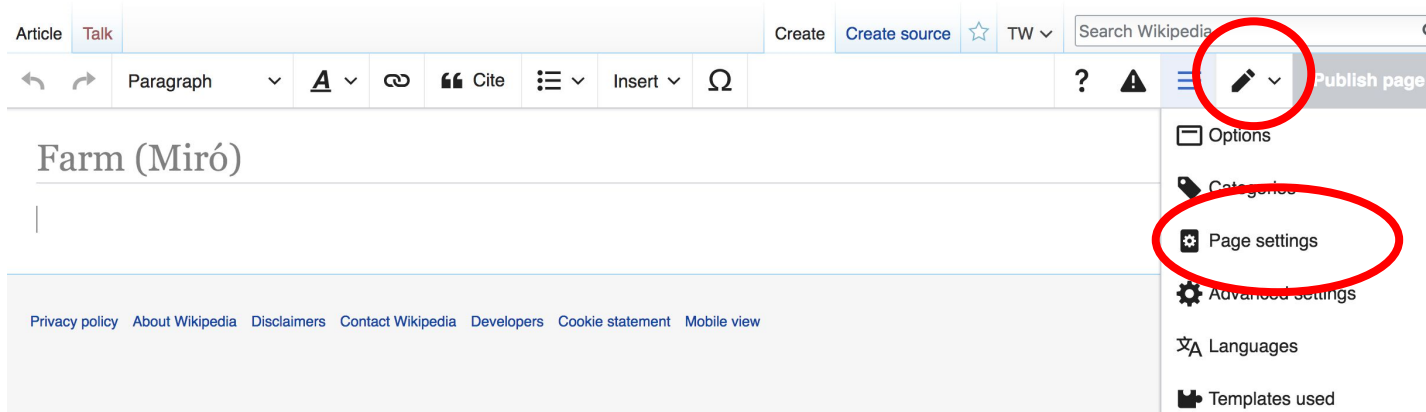 Article Talk Create Create source TW Search Wikipedia
Paragraph A Cite Insert Ω ? Publish page
Farm (Miró)
Options
Categories
Page settings
Advanced settings
Languages
Templates used
Privacy policy About Wikipedia Disclaimers Contact Wikipedia Developers Cookie statement Mobile view